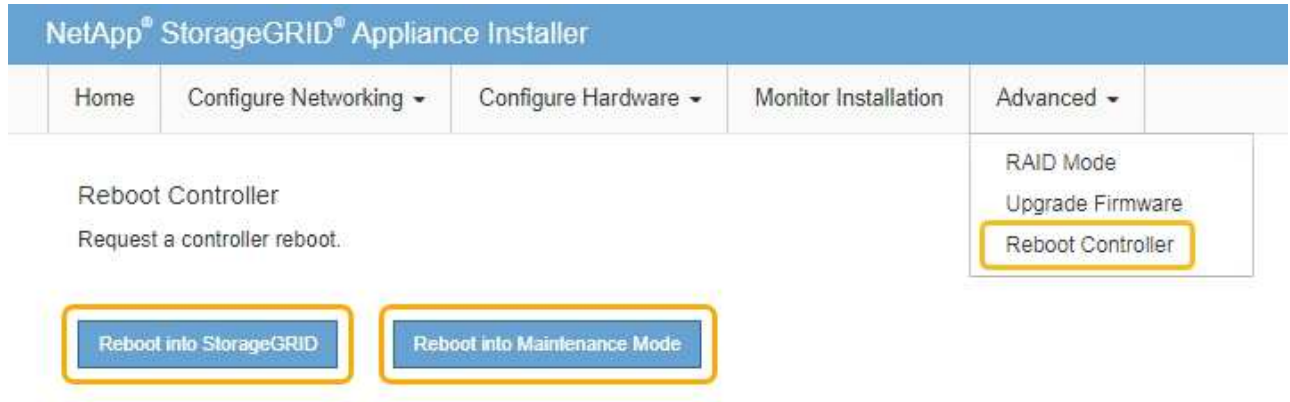 NetApp® StorageGRID® Appliance Installer
Home Configure Networking Configure Hardware Monitor Installation Advanced
RAID Mode
Upgrade Firmware
Reboot Controller
Reboot Controller
Request a controller reboot.
Reboot into StorageGRID Reboot into Maintenance Mode